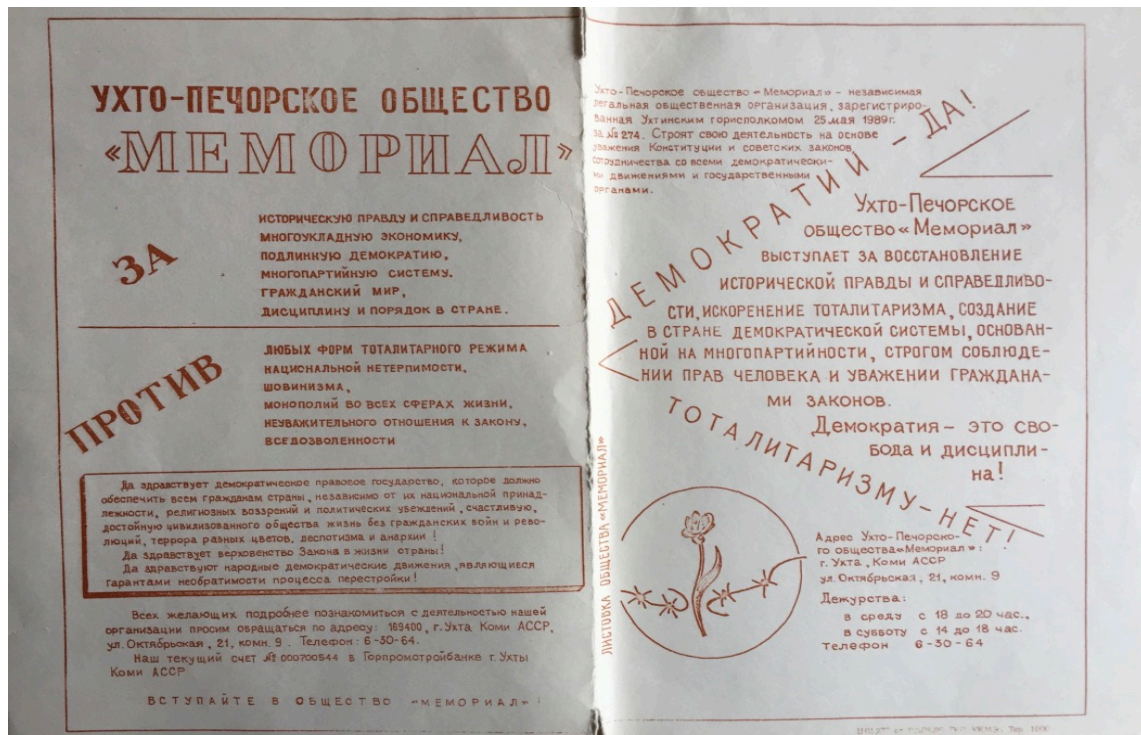 УХТО-ПЕЧОРСКОЕ ОБЩЕСТВО
«МЕМОРИАЛ»
ЗА
ИСТОРИЧЕСКУЮ ПРАВДУ И СПРАВЕДЛИВОСТЬ
МНОГОУКЛАДНУЮ ЭКОНОМИКУ,
ПОДЛИННУЮ ДЕМОКРАТИЮ,
МНОГОПАРТИЙНУЮ СИСТЕМУ.
ГРАЖДАНСКИЙ МИР,
ДИСЦИПЛИНУ И ПОРЯДОК В СТРАНЕ.
ПРОТИВ
ЛЮБЫХ ФОРМ ТОТАЛИТАРНОГО РЕЖИМА
НАЦИОНАЛЬНОЙ НЕТЕРПИМОСТИ,
ШОВИНИЗМА,
МОНОПОЛИЙ ВО ВСЕХ СФЕРАХ ЖИЗНИ,
НЕУВАЖИТЕЛЬНОГО ОТНОШЕНИЯ К ЗАКОНУ,
ВСЕДОЗВОЛЕННОСТИ
Да здравствует демократическое правовое государство, которое должно
обеспечить всем гражданам страны, независимо от их национальной принад-
лежности, религиозных воззрений и политических убеждений, счастливую,
достойную цивилизованного общества жизнь без гражданских войн и рево-
люций, террора разных цветов, деспотизма и анархии!
Да здравствует верховенство Закона в жизни страны!
Да здравствуют народные демократические движения, являющиеся
гарантами необратимости процесса перестройки!
Всех желающих подробнее познакомиться с деятельностью нашей
организации просим обращаться по адресу: 169400, г. Ухта Коми АССР,
ул. Октябрьская, 21, комн. 9. Телефон: 6-30-64.
Наш текущий счет № 000700544 в Горпромстройбанке г. Ухты
Коми АССР
ВСТУПАЙТЕ В ОБЩЕСТВО «МЕМОРИАЛ»!
ЛИСТОВКА ОБЩЕСТВА «МЕМОРИАЛ»
Ухто-Печорское общество «Мемориал» - независимая
легальная общественная организация, зарегистриро-
ванная Ухтинским горисполкомом 25 мая 1989г.
за № 274. Строят свою деятельность на основе
уважения Конституции и советских законов,
сотрудничества со всеми демократически-
ми движениями и государственными
органами.
ДЕМОКРАТИИ - ДА!
Ухто-Печорское
общество «Мемориал»
ВЫСТУПАЕТ ЗА ВОССТАНОВЛЕНИЕ
ИСТОРИЧЕСКОЙ ПРАВДЫ И СПРАВЕДЛИВО-
СТИ, ИСКОРЕНЕНИЕ ТОТАЛИТАРИЗМА, СОЗДАНИЕ
В СТРАНЕ ДЕМОКРАТИЧЕСКОЙ СИСТЕМЫ, ОСНОВАН-
НОЙ НА МНОГОПАРТИЙНОСТИ, СТРОГОМ СОБЛЮДЕ-
НИИ ПРАВ ЧЕЛОВЕКА И УВАЖЕНИИ ГРАЖДАНА-
МИ ЗАКОНОВ.
Демократия - это сво-
бода и дисципли-
на!
ТОТАЛИТАРИЗМУ-НЕТ!
Адрес Ухто-Печорско-
го общества «Мемориал»:
г. Ухта, Коми АССР
ул. Октябрьская, 21, комн. 9
Дежурства:
в среду с 18 до 20 час.,
в субботу с 14 до 18 час.
Телефон 6-30-64